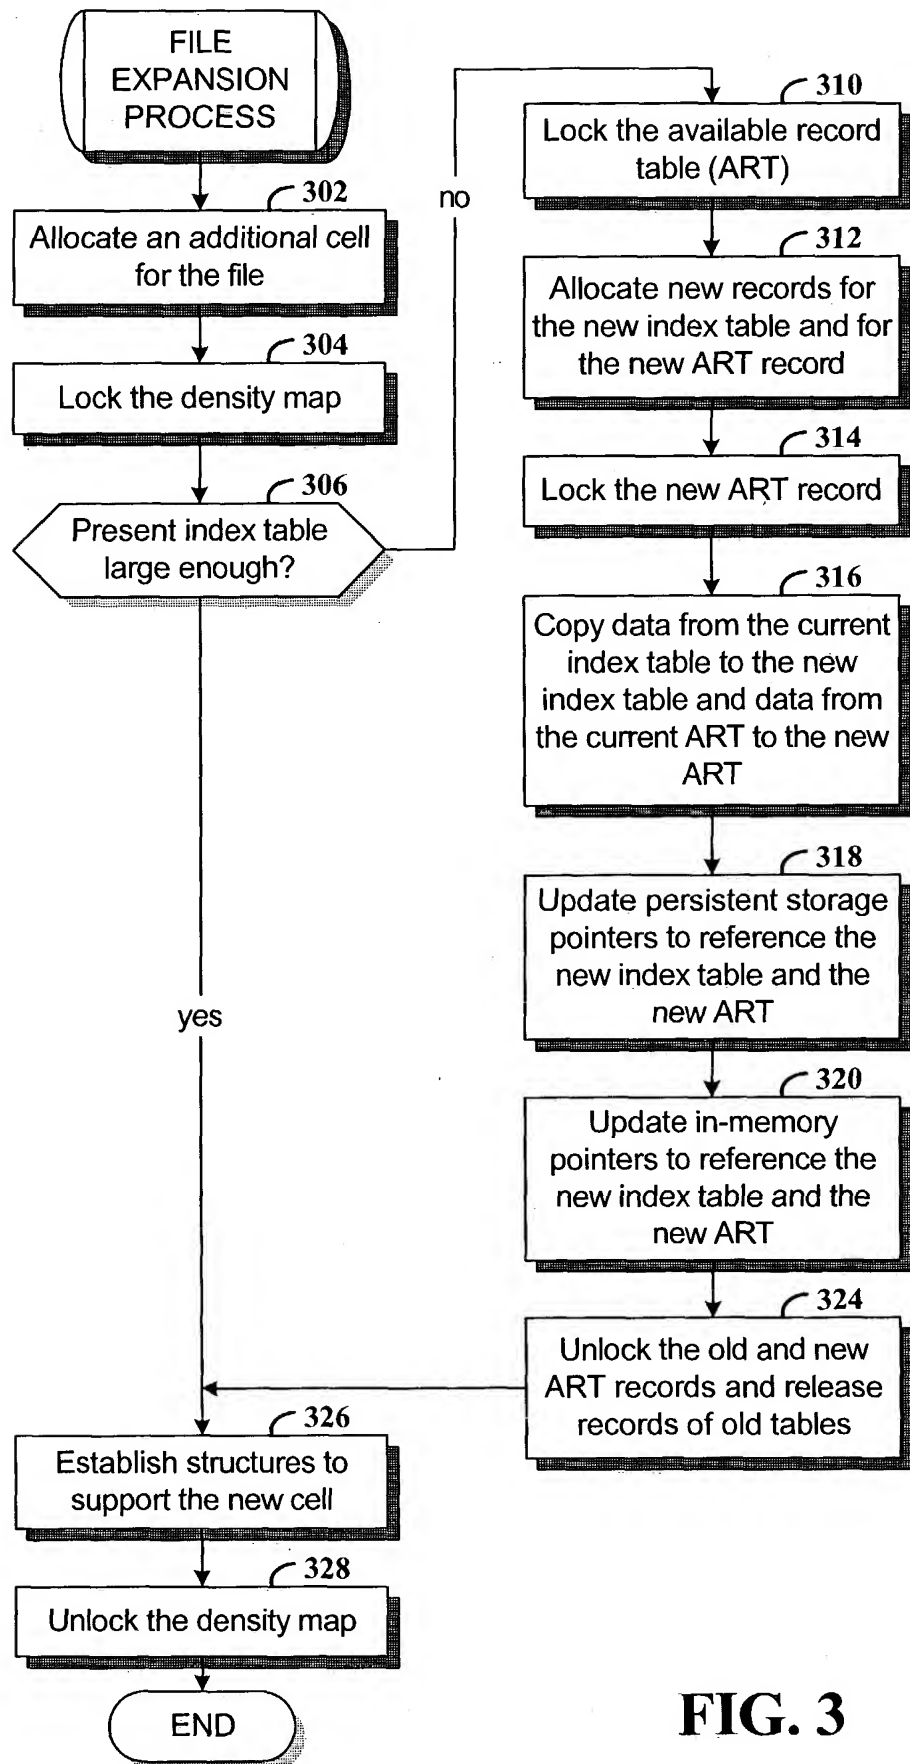 FILE
EXPANSION
PROCESS
302
Allocate an additional cell
for the file
304
Lock the density map
306
Present index table
large enough?
no
yes
310
Lock the available record
table (ART)
312
Allocate new records for
the new index table and for
the new ART record
314
Lock the new ART record
316
Copy data from the current
index table to the new
index table and data from
the current ART to the new
ART
318
Update persistent storage
pointers to reference the
new index table and the
new ART
320
Update in-memory
pointers to reference the
new index table and the
new ART
324
Unlock the old and new
ART records and release
records of old tables
326
Establish structures to
support the new cell
328
Unlock the density map
END
FIG. 3